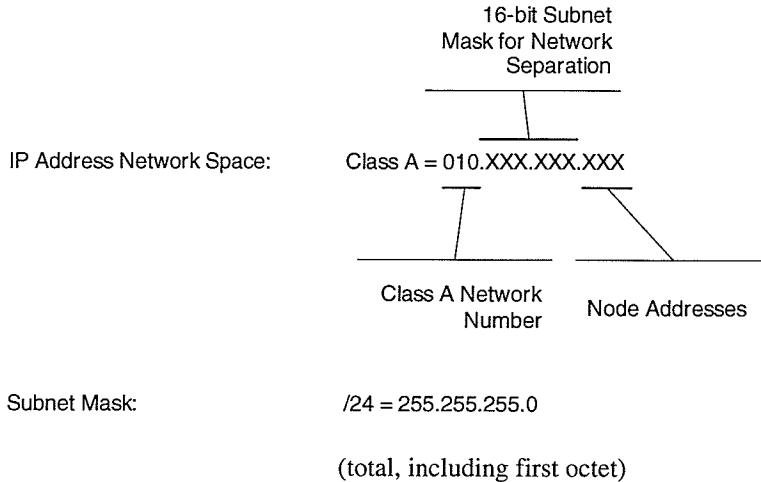 16-bit Subnet
Mask for Network
Separation
IP Address Network Space: Class A = 010.XXX.XXX.XXX
Class A Network
Number
Node Addresses
Subnet Mask: /24 = 255.255.255.0
(total, including first octet)